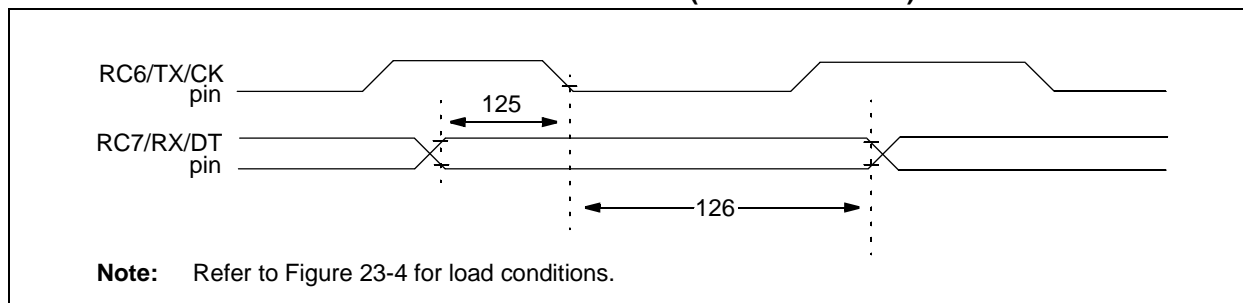 RC6/TX/CK
pin
125
RC7/RX/DT
pin
126
Note: Refer to Figure 23-4 for load conditions.